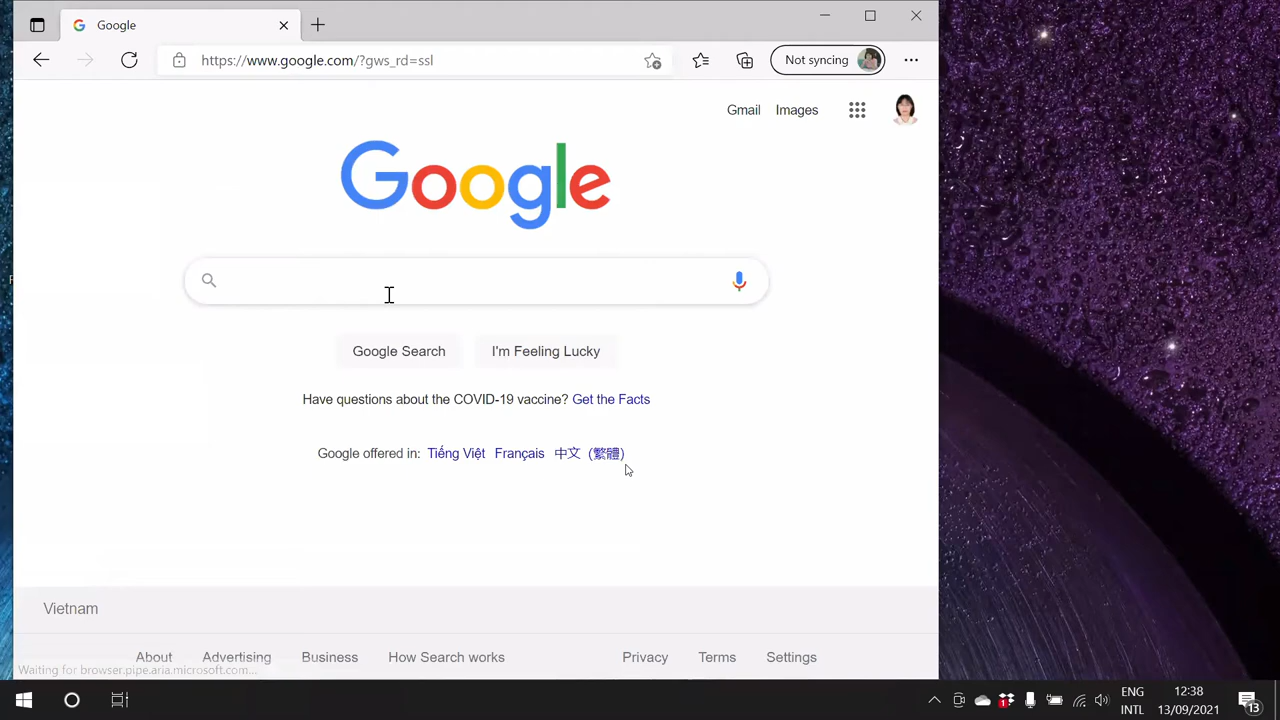 Google
https://www.google.com/?gws_rd=ssl
Not syncing
Gmail Images
Google
Google Search I'm Feeling Lucky
Have questions about the COVID-19 vaccine? Get the Facts
Google offered in: Tiếng Việt Français 中文 (繁體)
Vietnam
About Advertising Business How Search works Privacy Terms Settings
Waiting for browser.pipe.aria.microsoft.com...
ENG 12:38
INTL 13/09/2021
1
13